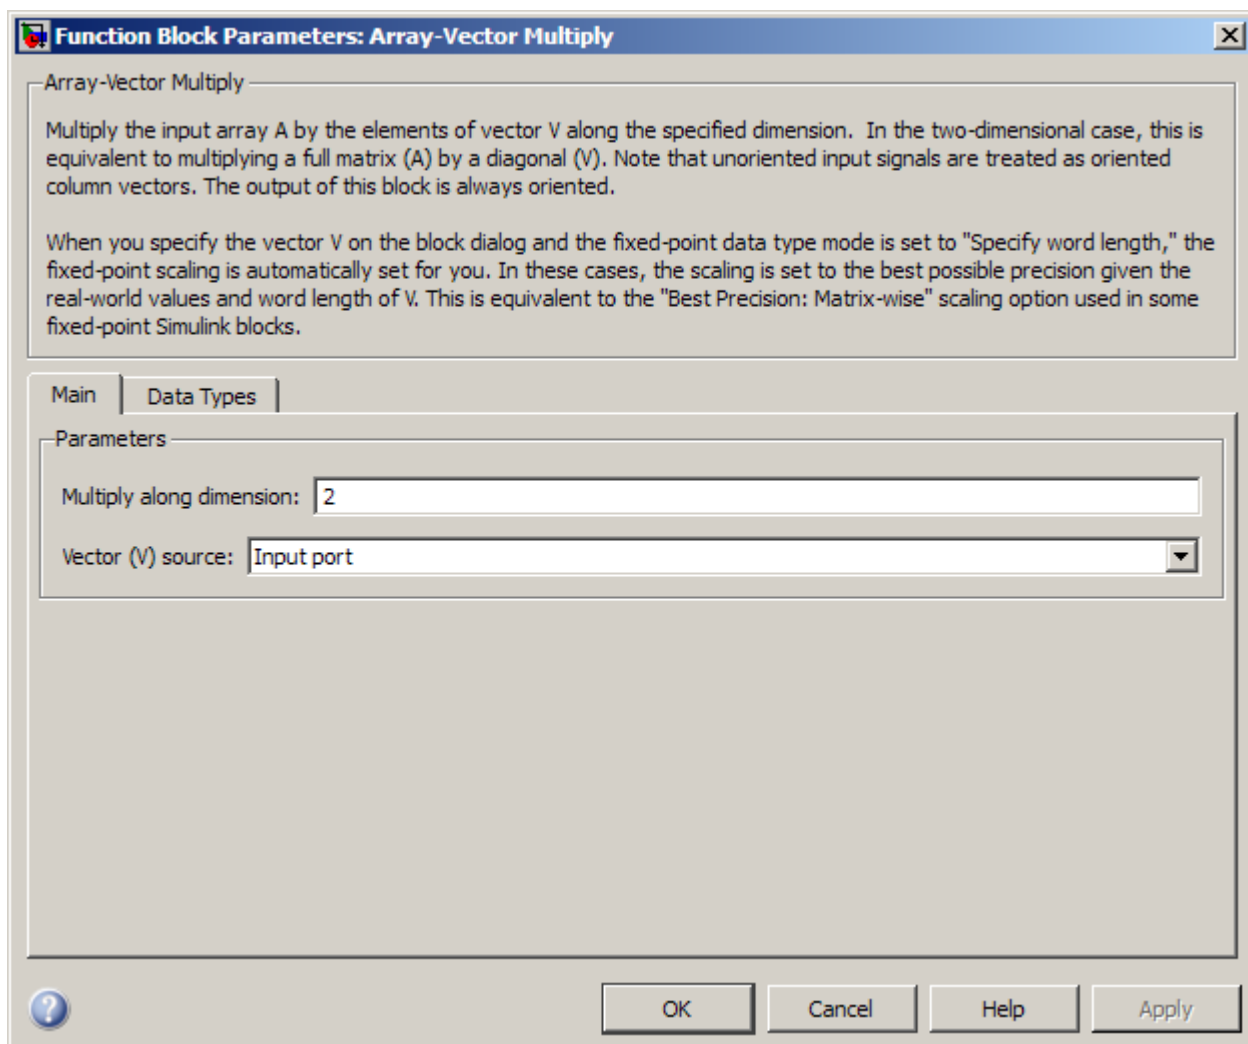 Function Block Parameters: Array-Vector Multiply
Array-Vector Multiply
Multiply the input array A by the elements of vector V along the specified dimension.  In the two-dimensional case, this is
equivalent to multiplying a full matrix (A) by a diagonal (V). Note that unoriented input signals are treated as oriented
column vectors. The output of this block is always oriented.
When you specify the vector V on the block dialog and the fixed-point data type mode is set to "Specify word length," the
fixed-point scaling is automatically set for you. In these cases, the scaling is set to the best possible precision given the
real-world values and word length of V. This is equivalent to the "Best Precision: Matrix-wise" scaling option used in some
fixed-point Simulink blocks.
Main Data Types
Parameters
Multiply along dimension: 2
Vector (V) source: Input port
? OK Cancel Help Apply